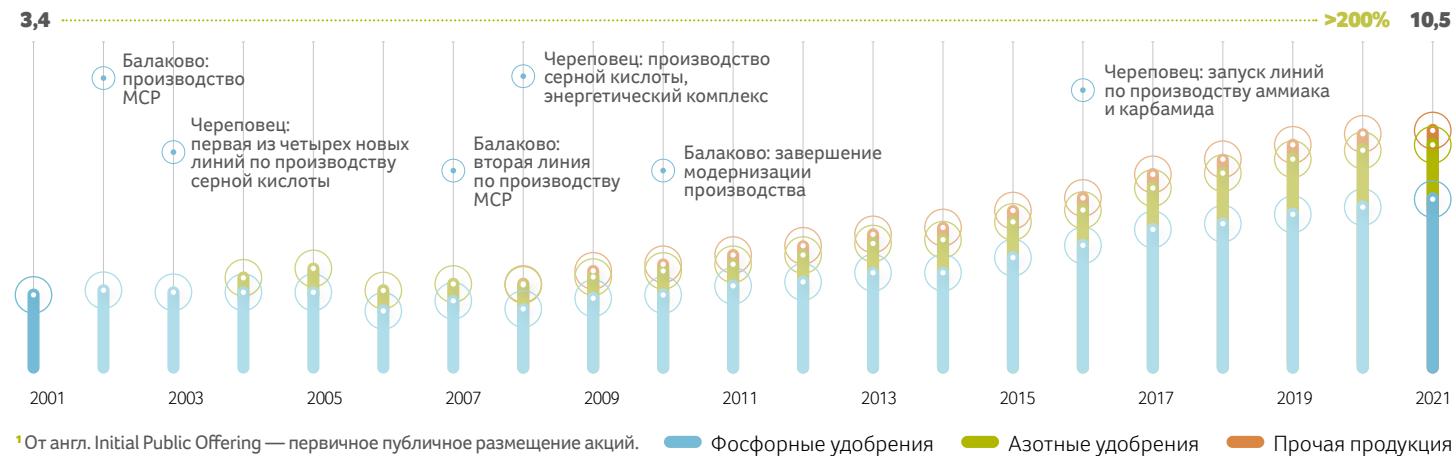 3,4
>200%
10,5
Балаково:
производство
МСР
Череповец:
первая из четырех новых
линий по производству
серной кислоты
Балаково:
вторая линия
по производству
МСР
Череповец: производство
серной кислоты,
энергетический комплекс
Балаково: завершение
модернизации
производства
Череповец: запуск линий
по производству аммиака
и карбамида
2001
2003
2005
2007
2009
2011
2013
2015
2017
2019
2021
¹ От англ. Initial Public Offering — первичное публичное размещение акций.
Фосфорные удобрения
Азотные удобрения
Прочая продукция